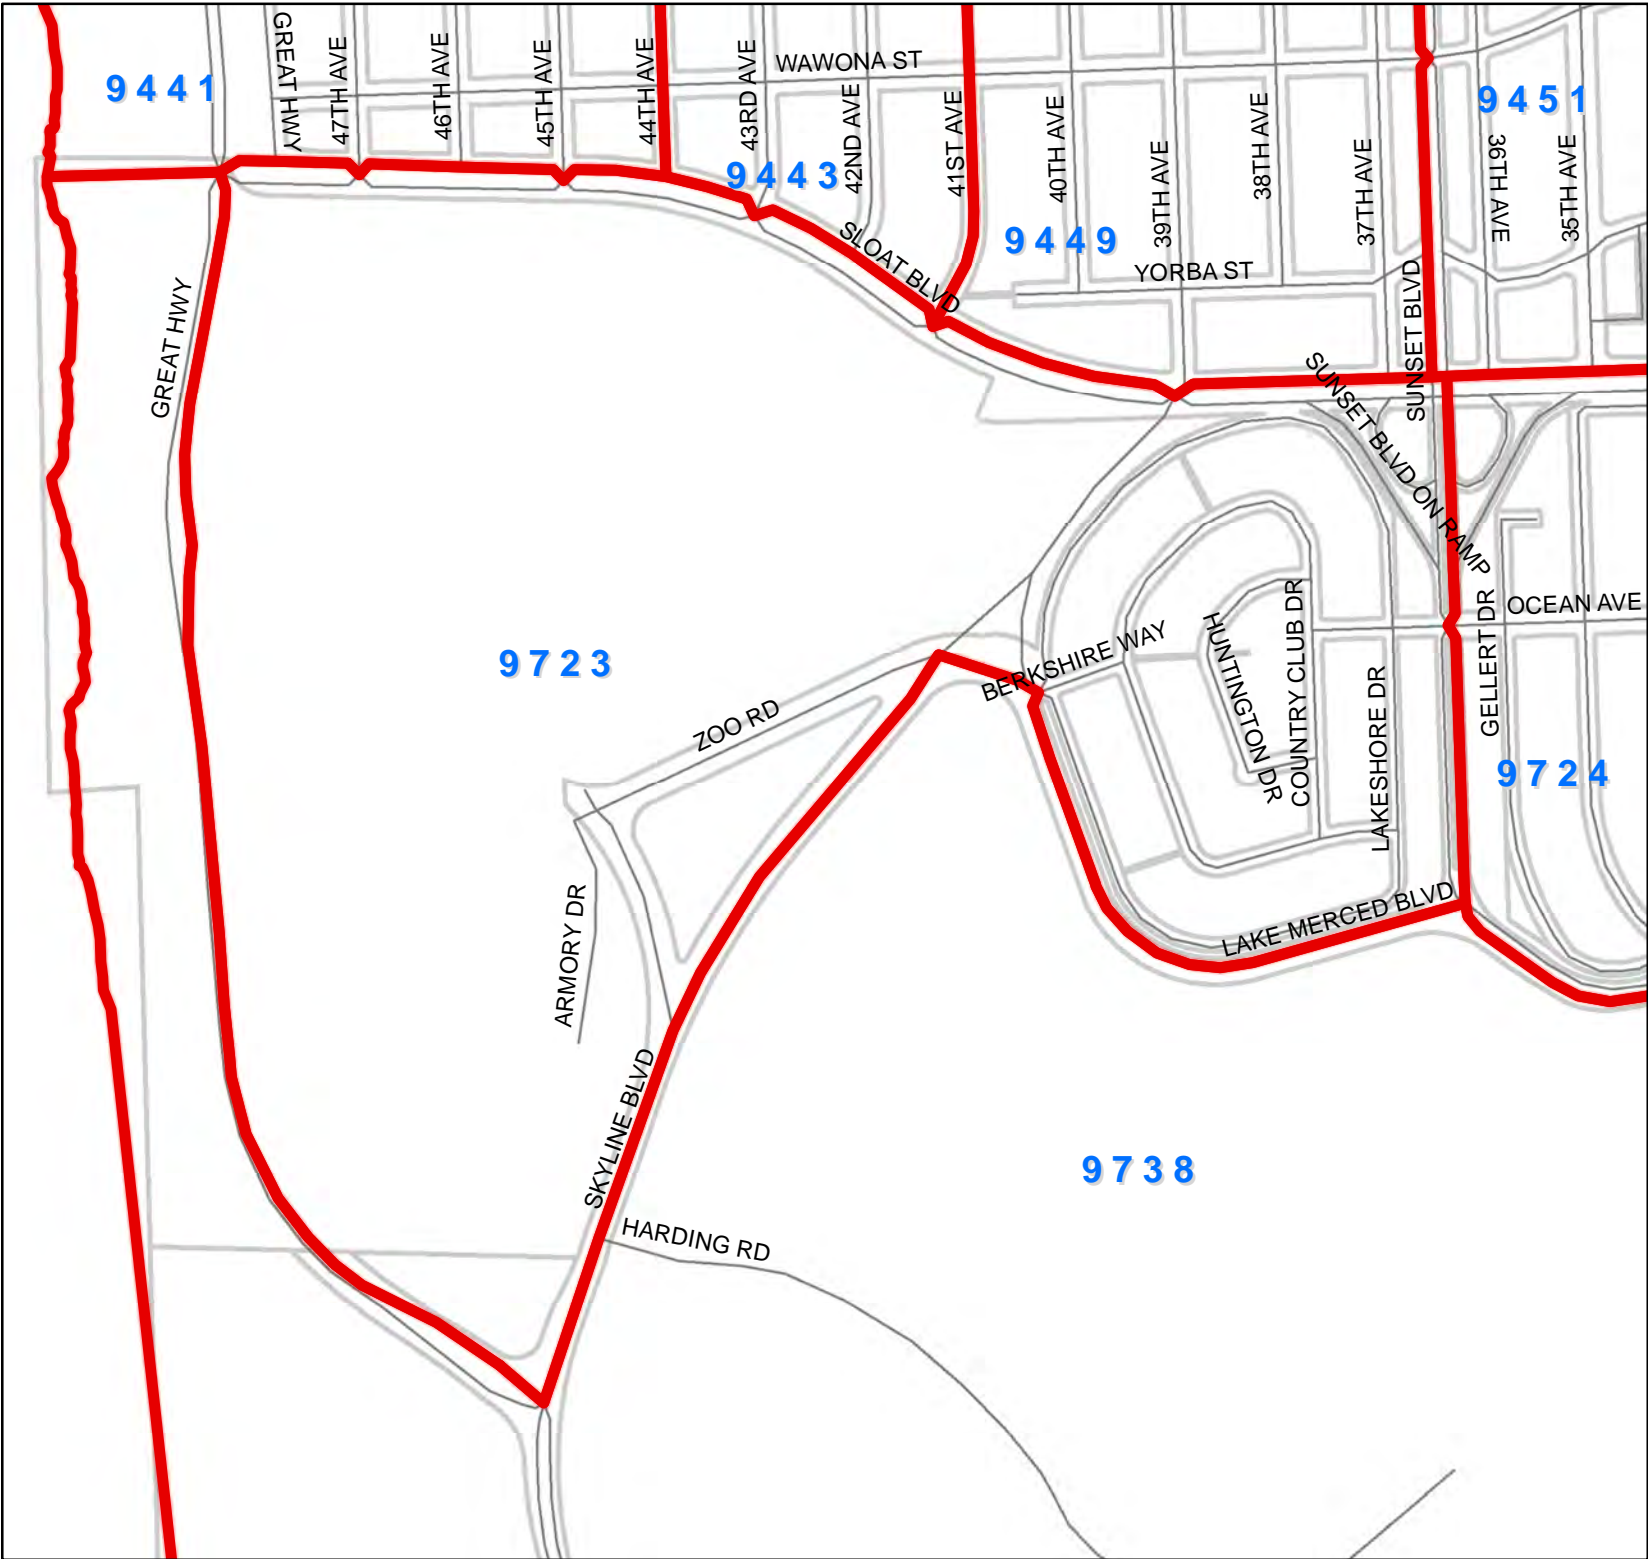 9441
GREAT HWY
47TH AVE
46TH AVE
45TH AVE
44TH AVE
43RD AVE
WAWONA ST
42ND AVE
41ST AVE
40TH AVE
39TH AVE
38TH AVE
37TH AVE
9451
36TH AVE
35TH AVE
9443
9449
YORBA ST
SLOAT BLVD
SUNSET BLVD
GREAT HWY
SUNSET BLVD ON RAMP
9723
ZOO RD
BERKSHIRE WAY
HUNTINGTON DR
COUNTRY CLUB DR
LAKESHORE DR
GELLERT DR
OCEAN AVE
9724
ARMORY DR
LAKE MERCED BLVD
SKYLINE BLVD
HARDING RD
9738